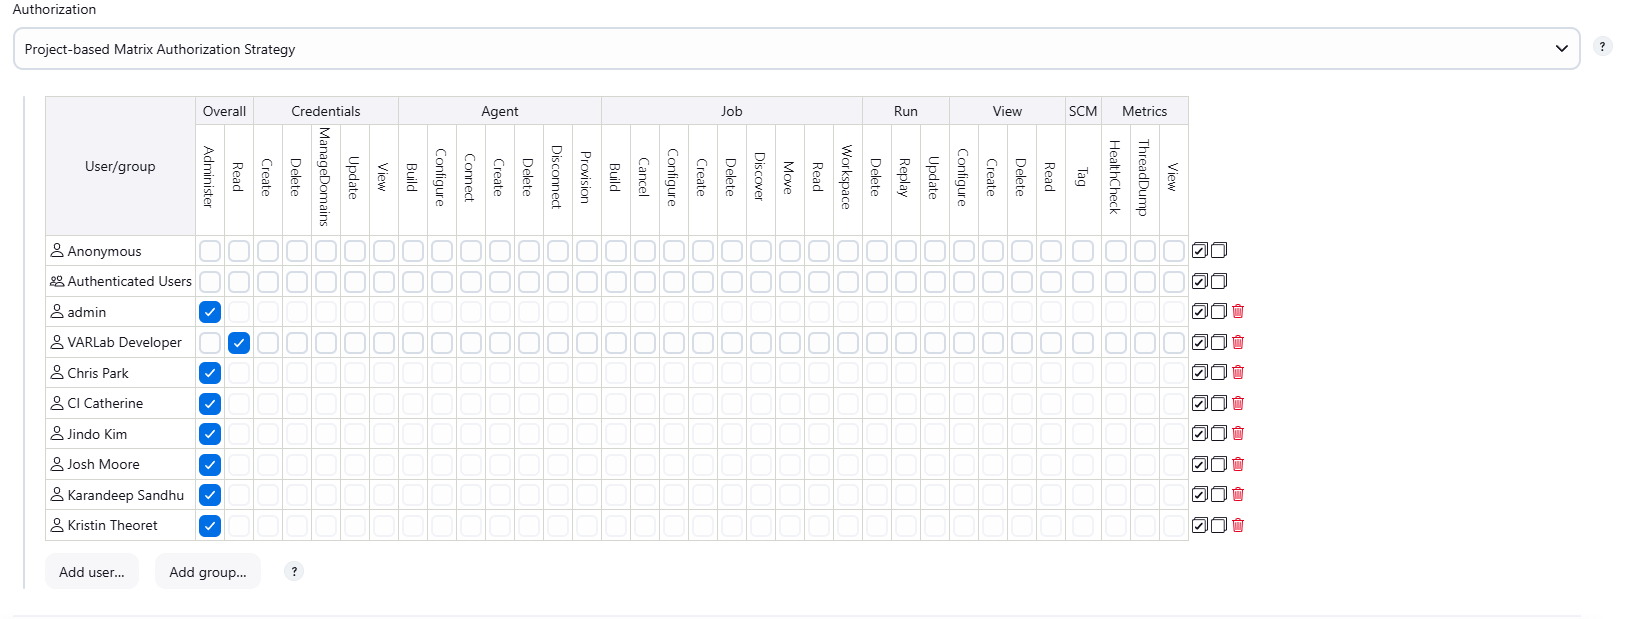 Authorization
Project-based Matrix Authorization Strategy
?
User/group
Overall
Credentials
Agent
Job
Run
View
SCM
Metrics
Administer
Read
Create
Delete
ManageDomains
Update
View
Build
Configure
Connect
Create
Delete
Disconnect
Provision
Build
Cancel
Configure
Create
Delete
Discover
Move
Read
Workspace
Delete
Replay
Update
Configure
Create
Delete
Read
Tag
HealthCheck
ThreadDump
View
Anonymous
Authenticated Users
admin
VARLab Developer
Chris Park
CI Catherine
Jindo Kim
Josh Moore
Karandeep Sandhu
Kristin Theoret
Add user...
Add group...
?